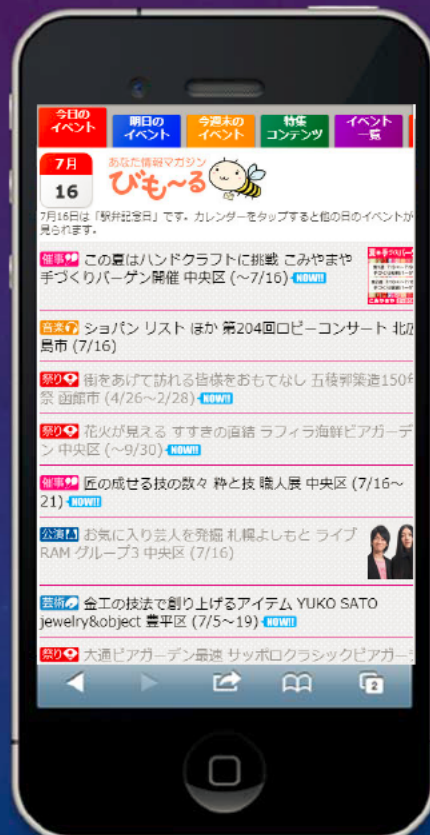 今日の
イベント
明日の
イベント
今週末の
イベント
特集
コンテンツ
イベント
一覧
7月
16
あなた情報マガジン
びも〜る
7月16日は「駅弁記念日」です。カレンダーをタップすると他の日のイベントが
見られます。
催事 この夏はハンドクラフトに挑戦 こみやまや
手づくりバーゲン開催 中央区 (〜7/16) NOW!!
音楽 ショパン リスト ほか 第204回ロビーコンサート 北広
島市 (7/16)
祭り 街をあげて訪れる皆様をおもてなし 五稜郭築造150年
祭 函館市 (4/26〜2/28) NOW!!
祭り 花火が見える すすきの直結 ラフィラ海鮮ビアガーデ
ン 中央区 (〜9/30) NOW!!
催事 匠の成せる技の数々 粋と技 職人展 中央区 (7/16〜
21) NOW!!
公演 お気に入り芸人を発掘 札幌よしもと ライブ
RAM グループ3 中央区 (7/16)
芸術 金工の技法で創り上げるアイテム YUKO SATO
jewelry&object 豊平区 (7/5〜19) NOW!!
祭り 大通ビアガーデン最速 サッポロクラシックビアガー
2